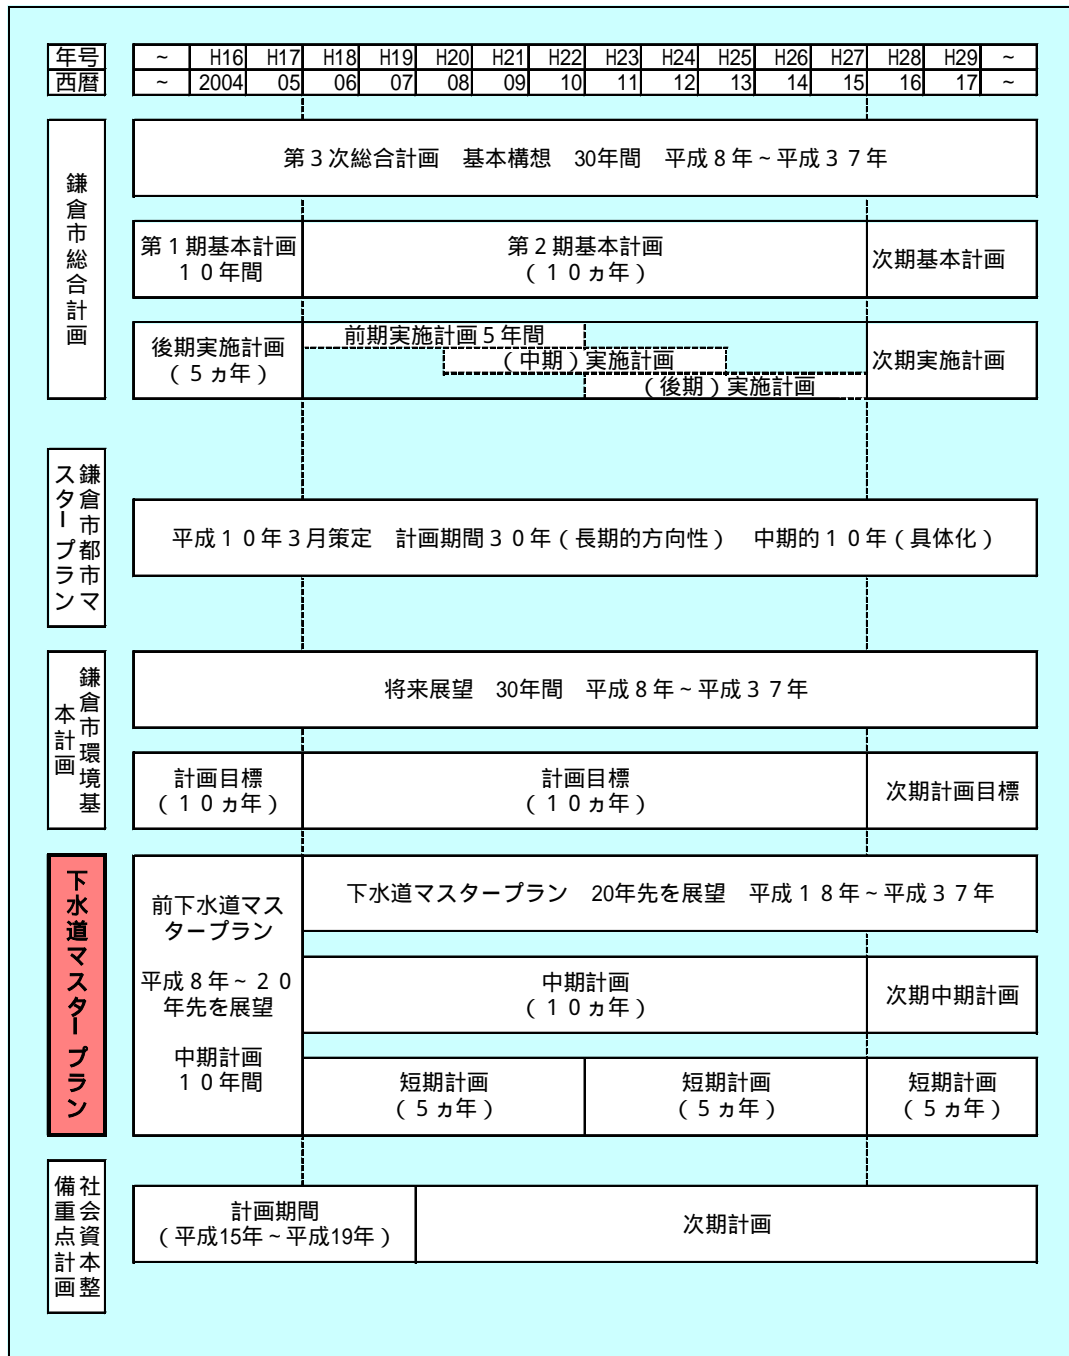 年号 ~ H16 H17 H18 H19 H20 H21 H22 H23 H24 H25 H26 H27 H28 H29 ~
西暦 ~ 2004 05 06 07 08 09 10 11 12 13 14 15 16 17 ~
鎌倉市総合計画
第３次総合計画　基本構想　30年間　平成８年~平成３７年
第１期基本計画
１０年間
第２期基本計画
（１０ヵ年）
次期基本計画
後期実施計画
（５ヵ年）
前期実施計画５年間
（中期）実施計画
（後期）実施計画
次期実施計画
鎌倉市都市マ
スタープラン
平成１０年３月策定　計画期間３０年（長期的方向性）　中期的１０年（具体化）
鎌倉市環境基
本計画
将来展望　30年間　平成８年~平成３７年
計画目標
（１０ヵ年）
計画目標
（１０ヵ年）
次期計画目標
下水道マスタープラン
前下水道マス
タープラン
平成８年~２０
年先を展望
中期計画
１０年間
下水道マスタープラン　20年先を展望　平成１８年~平成３７年
中期計画
（１０ヵ年）
次期中期計画
短期計画
（５ヵ年）
短期計画
（５ヵ年）
短期計画
（５ヵ年）
社会資本整
備重点計画
計画期間
（平成15年~平成19年）
次期計画